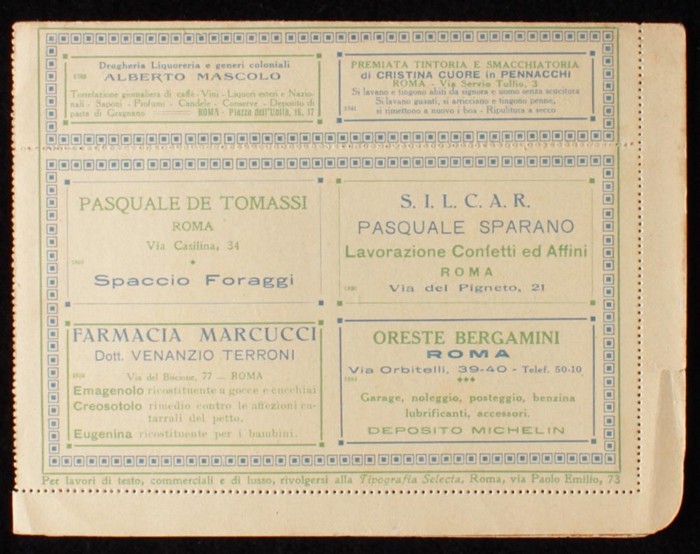 Drogheria Liquoreria e generi coloniali
ALBERTO MASCOLO
Torrefazione giornaliera di caffè - Vini - Liquori esteri e Nazio-
nali - Saponi - Profumi - Candele - Conserve - Deposito di
pasta di Gragnano ROMA - Piazza dell'Unità, 16, 17
PREMIATA TINTORIA E SMACCHIATORIA
di CRISTINA CUORE in PENNACCHI
ROMA - Via Servio Tullio, 3
Si lavano e tingono abiti da signora e uomo senza scucitura
Si lavano guanti, si arricciano e tingono penne,
si rimettono a nuovo i boa - Ripulitura a secco
PASQUALE DE TOMASSI
ROMA
Via Catilina, 34
Spaccio Foraggi
S. I. L. C. A. R.
PASQUALE SPARANO
Lavorazione Confetti ed Affini
ROMA
Via del Pigneto, 21
FARMACIA MARCUCCI
Dott. VENANZIO TERRONI
Via del Biscione, 77 — ROMA
Emagenolo ricostituente a gocce e cucchiai
Creosotolo rimedio contro le affezioni ca-
tarrali del petto.
Eugenina ricostituente per i bambini.
ORESTE BERGAMINI
ROMA
Via Orbitelli, 39-40 - Telef. 50-10
Garage, noleggio, posteggio, benzina
lubrificanti, accessori.
DEPOSITO MICHELIN
Per lavori di testo, commerciali e di lusso, rivolgersi alla Tipografia Selecta, Roma, via Paolo Emilio, 73